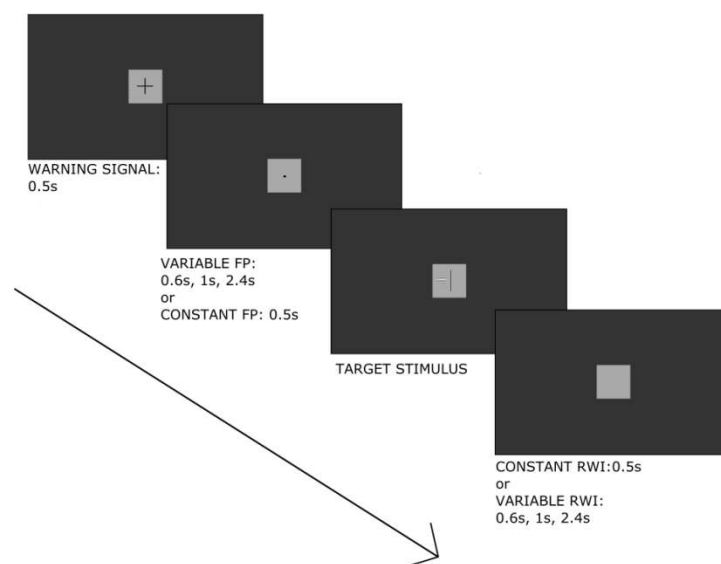 WARNING SIGNAL:
0.5s
VARIABLE FP:
0.6s, 1s, 2.4s
or
CONSTANT FP: 0.5s
TARGET STIMULUS
CONSTANT RWI:0.5s
or
VARIABLE RWI:
0.6s, 1s, 2.4s